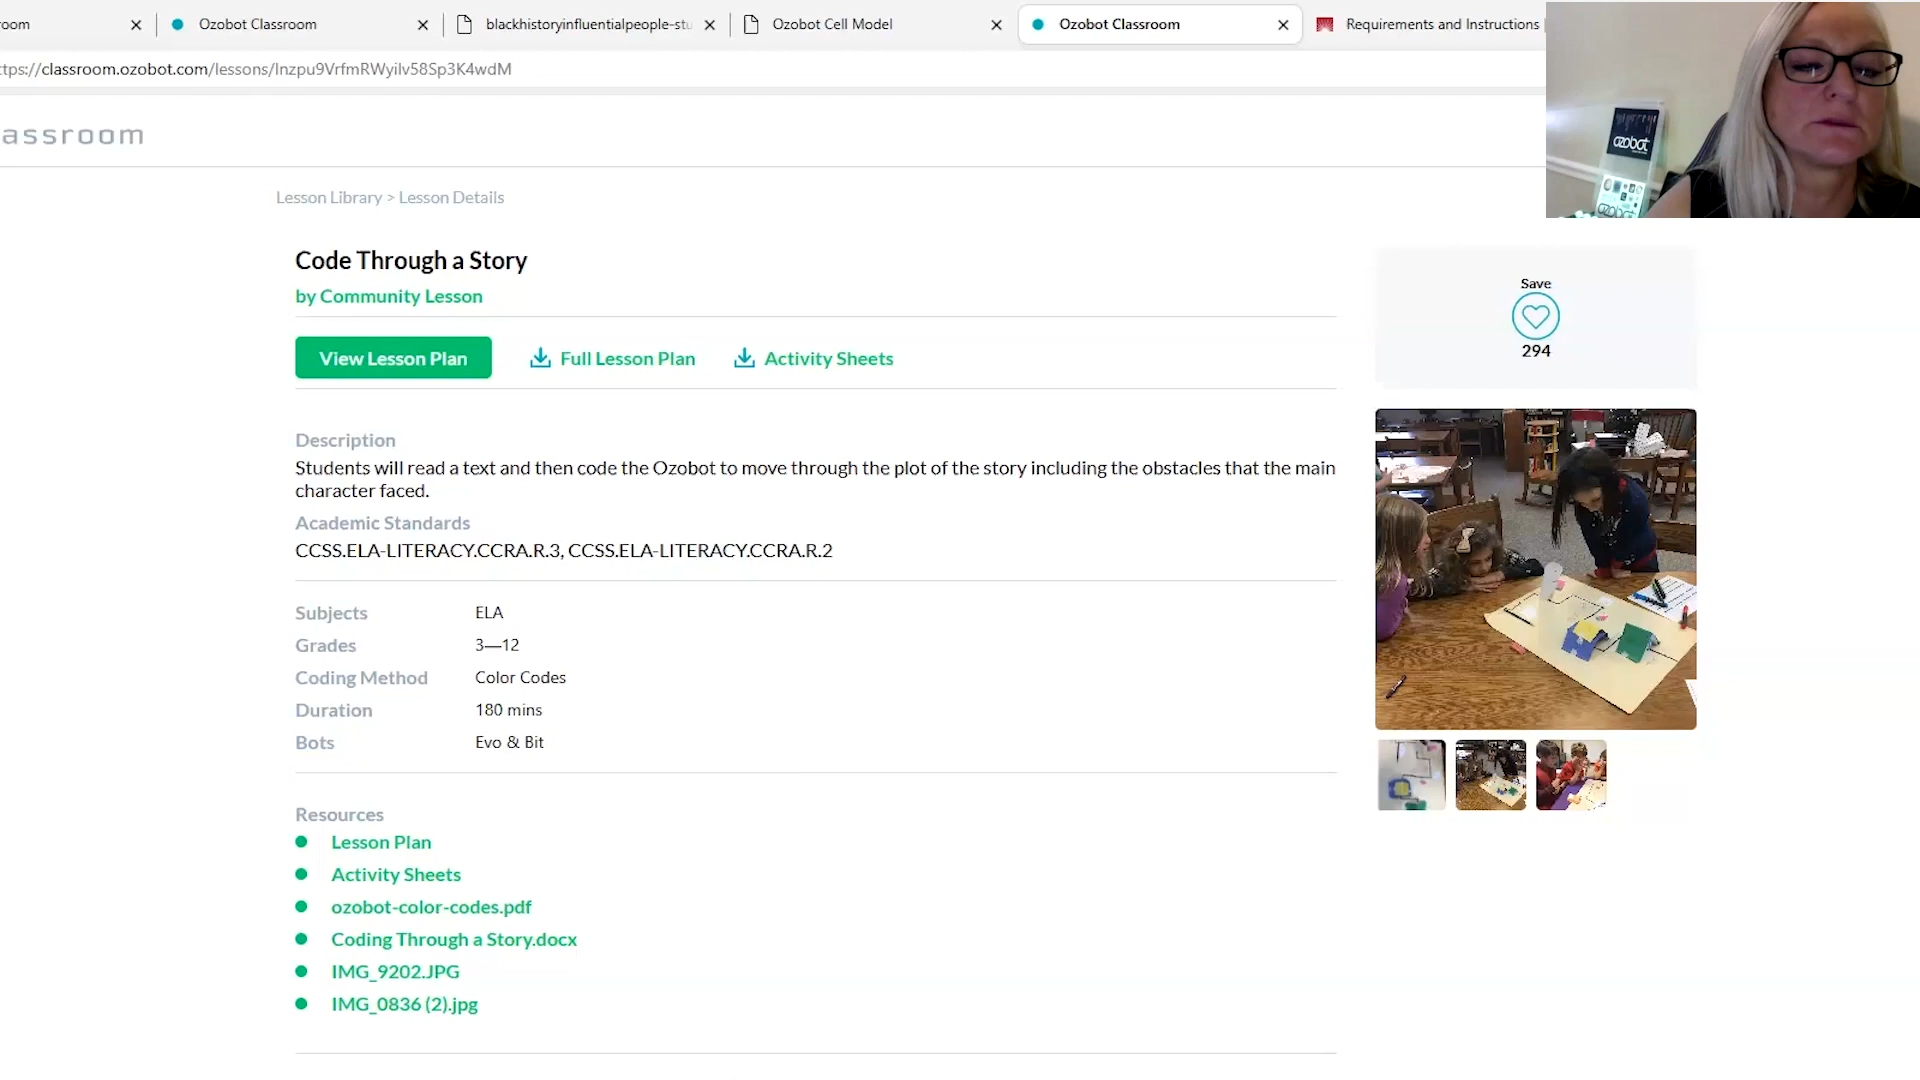 room
Ozobot Classroom
blackhistoryinfluentialpeople-stu
Ozobot Cell Model
Ozobot Classroom
Requirements and Instructions
ttps://classroom.ozobot.com/lessons/lnzpu9VrfmRWyilv58Sp3K4wdM
assroom
Lesson Library > Lesson Details
Code Through a Story
by Community Lesson
View Lesson Plan
Full Lesson Plan
Activity Sheets
Save
294
Description
Students will read a text and then code the Ozobot to move through the plot of the story including the obstacles that the main
character faced.
Academic Standards
CCSS.ELA-LITERACY.CCRA.R.3, CCSS.ELA-LITERACY.CCRA.R.2
Subjects ELA
Grades 3—12
Coding Method Color Codes
Duration 180 mins
Bots Evo & Bit
Resources
Lesson Plan
Activity Sheets
ozobot-color-codes.pdf
Coding Through a Story.docx
IMG_9202.JPG
IMG_0836 (2).jpg
ozobot
ozobot